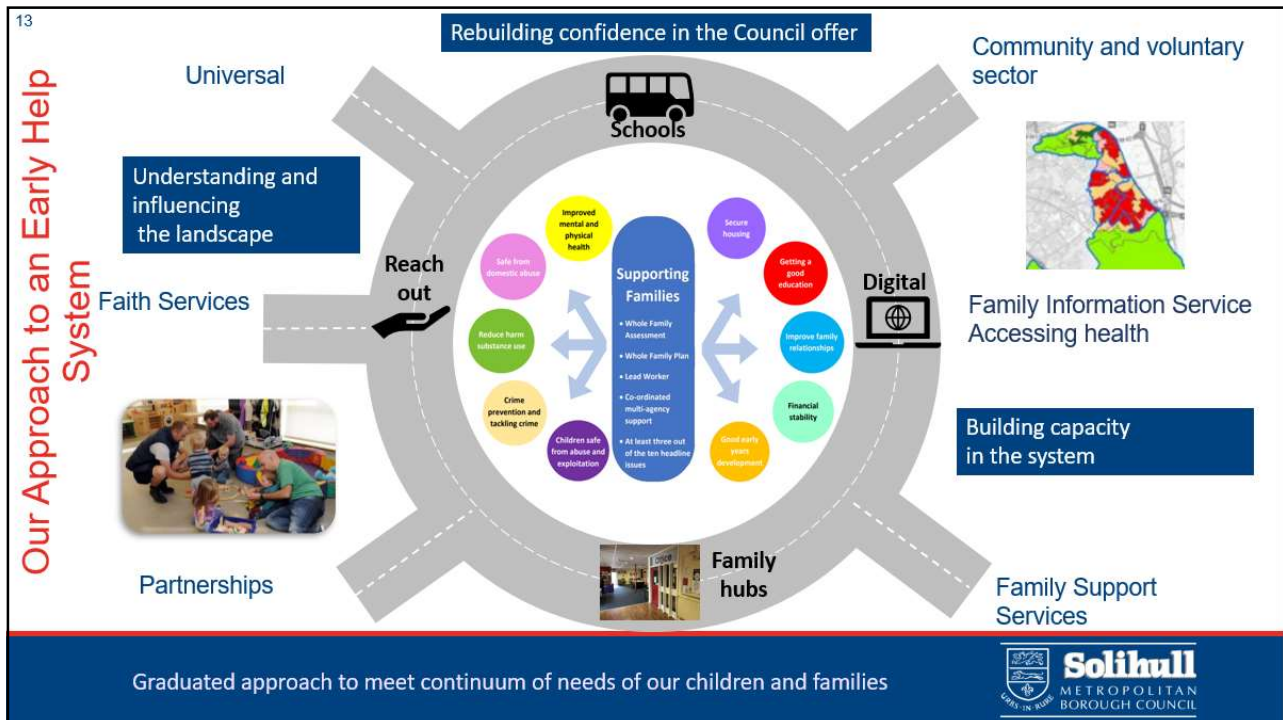 13
Our Approach to an Early Help
System
Rebuilding confidence in the Council offer
Universal
Community and voluntary
sector
Schools
Understanding and
influencing
the landscape
Reach
out
Digital
Faith Services
Family Information Service
Accessing health
Improved
mental and
physical
health
Safe from
domestic abuse
Reduce harm
substance use
Crime
prevention and
tackling crime
Children safe
from abuse and
exploitation
Supporting
Families
• Whole Family
Assessment
• Whole Family Plan
• Lead Worker
• Co-ordinated
multi-agency
support
• At least three out
of the ten headline
issues
Secure
housing
Getting a
good
education
Improve family
relationships
Financial
stability
Good early
years
development
Building capacity
in the system
Partnerships
Family
hubs
Family Support
Services
Graduated approach to meet continuum of needs of our children and families
Solihull
METROPOLITAN
BOROUGH COUNCIL
URBS·IN·RURE